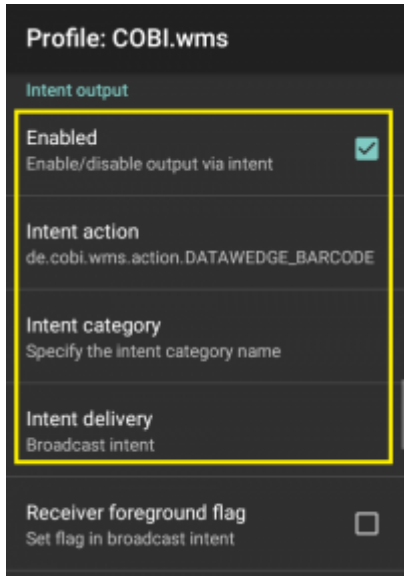 Profile: COBI.wms
Intent output
Enabled
Enable/disable output via intent
Intent action
de.cobi.wms.action.DATAWEDGE_BARCODE
Intent category
Specify the intent category name
Intent delivery
Broadcast intent
Receiver foreground flag
Set flag in broadcast intent